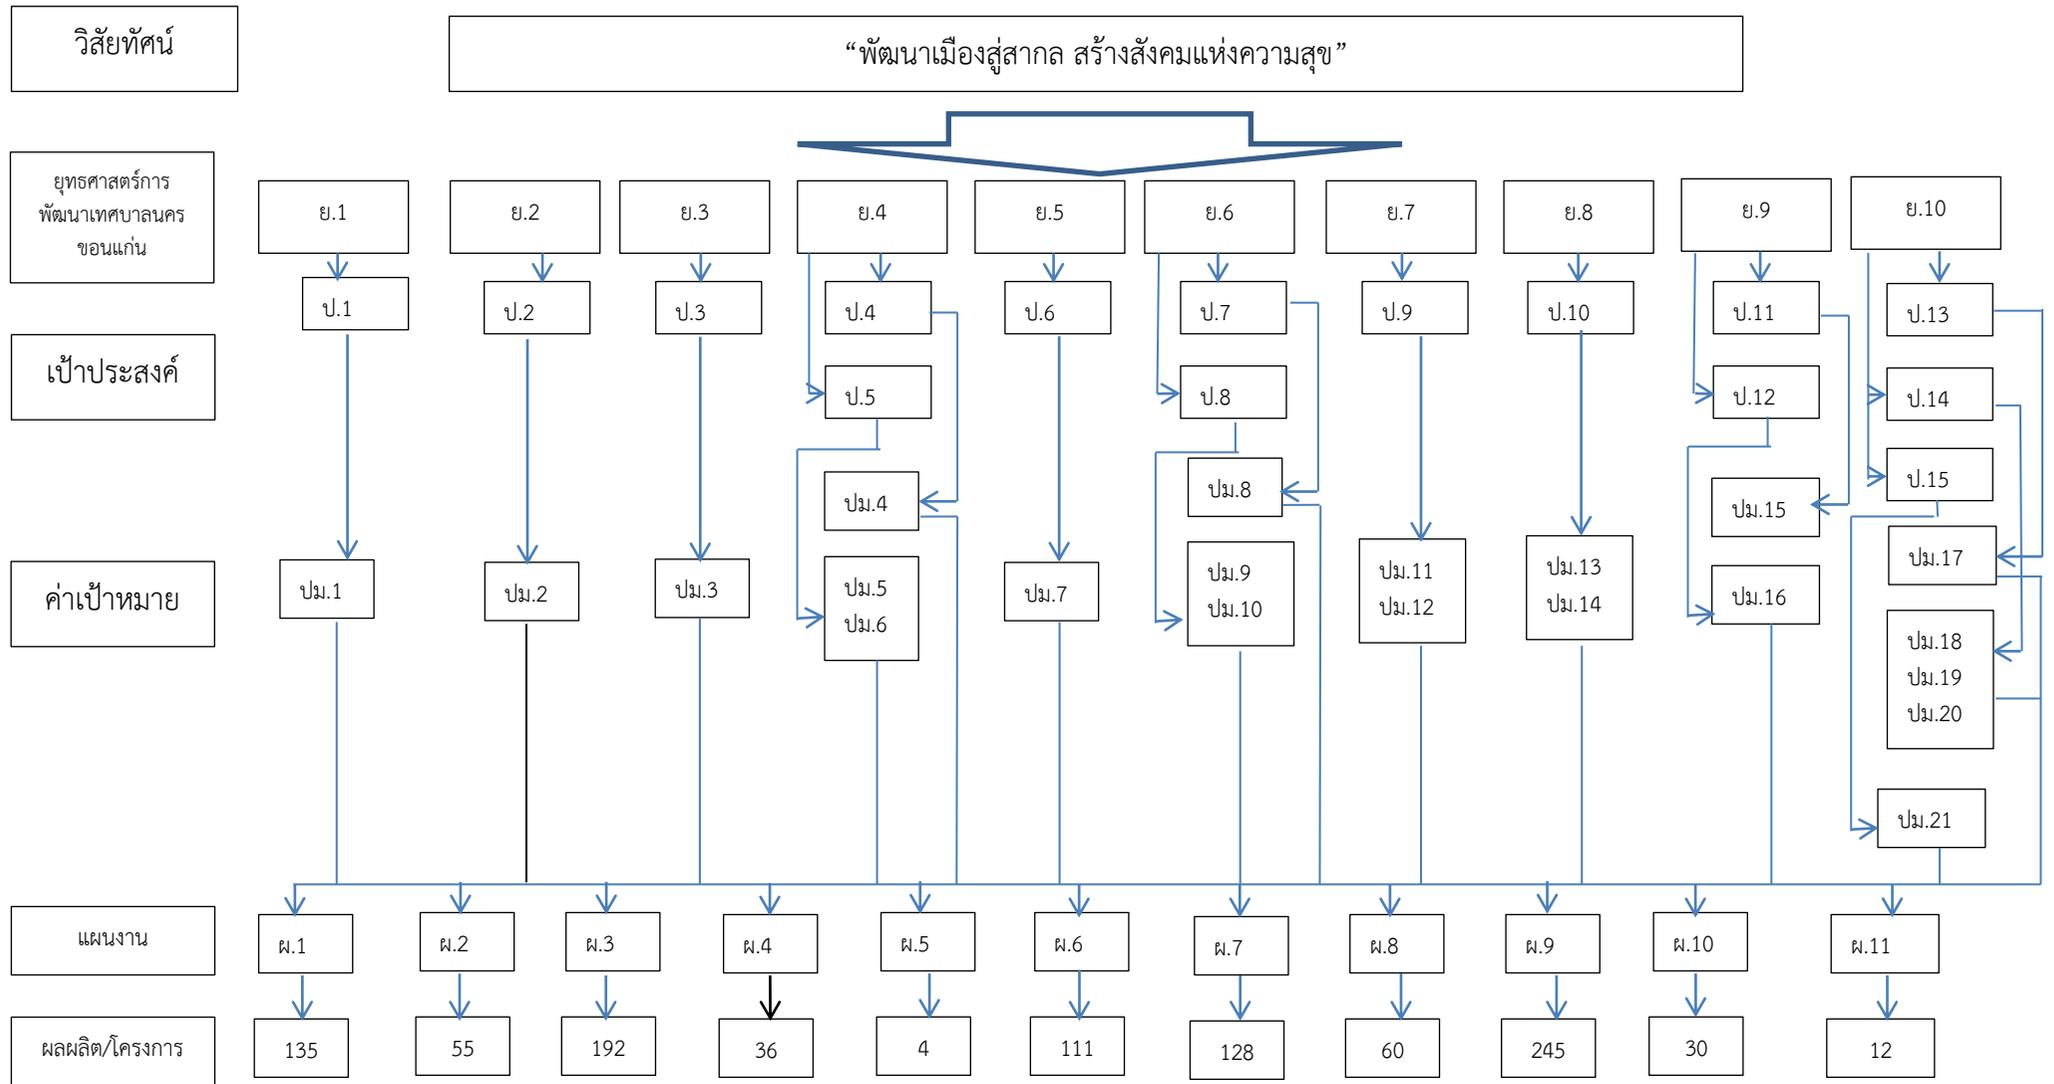 วิสัยทัศน์
“พัฒนาเมืองสู่สากล สร้างสังคมแห่งความสุข”
ยุทธศาสตร์การ
พัฒนาเทศบาลนคร
ขอนแก่น
ย.1
ย.2
ย.3
ย.4
ย.5
ย.6
ย.7
ย.8
ย.9
ย.10
เป้าประสงค์
ป.1
ป.2
ป.3
ป.4
ป.6
ป.7
ป.9
ป.10
ป.11
ป.13
ป.5
ป.8
ป.12
ป.14
ป.15
ค่าเป้าหมาย
ปม.4
ปม.8
ปม.15
ปม.17
ปม.1
ปม.2
ปม.3
ปม.5
ปม.6
ปม.7
ปม.9
ปม.10
ปม.11
ปม.12
ปม.13
ปม.14
ปม.16
ปม.18
ปม.19
ปม.20
ปม.21
แผนงาน
ผ.1
ผ.2
ผ.3
ผ.4
ผ.5
ผ.6
ผ.7
ผ.8
ผ.9
ผ.10
ผ.11
ผลผลิต/โครงการ
135
55
192
36
4
111
128
60
245
30
12